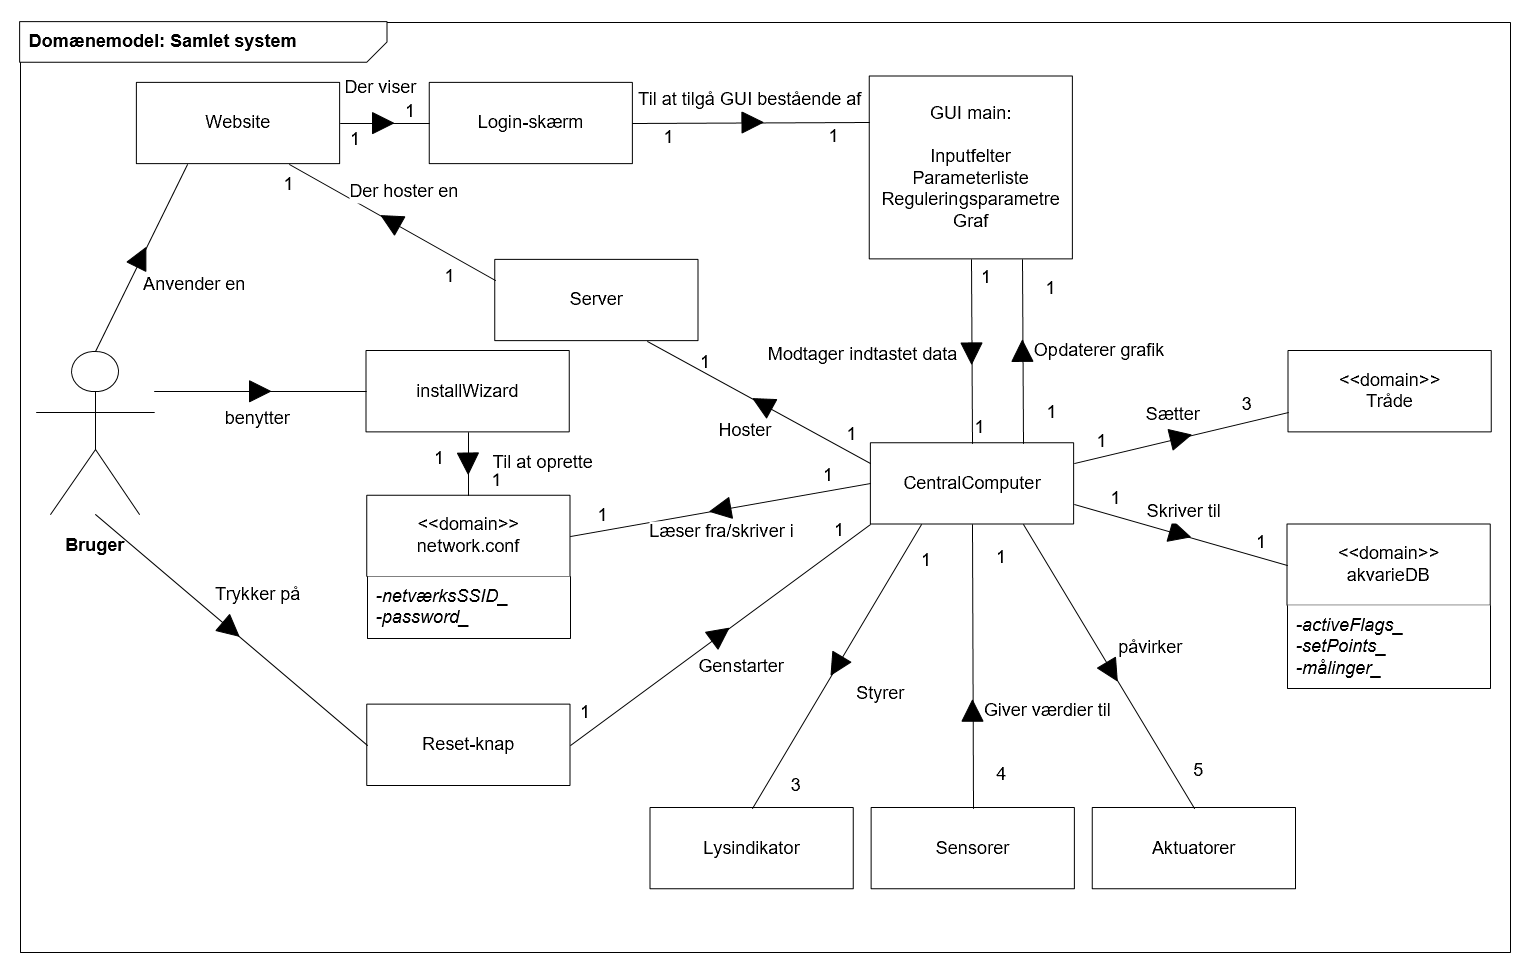 Domænemodel: Samlet system
Website
Der viser
1
1
Login-skærm
Til at tilgå GUI bestående af
1
1
GUI main:
Inputfelter
Parameterliste
Reguleringsparametre
Graf
1
Der hoster en
1
Server
Anvender en
1
1
Modtager indtastet data
Opdaterer grafik
1
1
Hoster
1
1
1
installWizard
benytter
1
Til at oprette
1
<<domain>>
network.conf
-netværksSSID_
-password_
1
1
Læser fra/skriver i
CentralComputer
1
Sætter
3
<<domain>>
Tråde
1
Skriver til
1
<<domain>>
akvarieDB
-activeFlags_
-setPoints_
-målinger_
Bruger
Trykker på
Reset-knap
1
Genstarter
1
1
Styrer
3
1
Giver værdier til
4
påvirker
5
Lysindikator
Sensorer
Aktuatorer